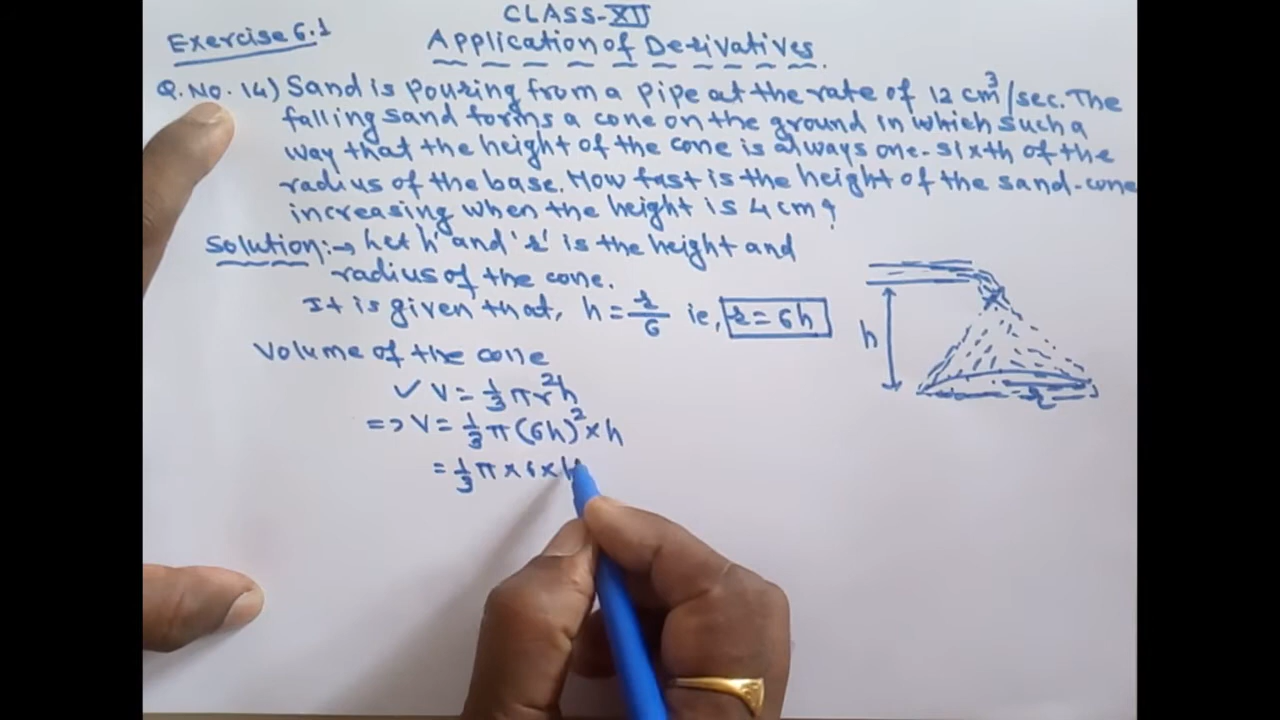 CLASS-XII
Exercise 6.1
Application of Derivatives.
Q.No. 14) Sand is pouring from a pipe at the rate of 12 cm³/sec. The
falling sand forms a cone on the ground in which such a
way that the height of the cone is always one-sixth of the
radius of the base. How fast is the height of the sand-cone
increasing when the height is 4 cm?
Solution:→ Let 'h' and 'r' is the height and
radius of the cone.
It is given that, h = r/6 ie, r = 6h
Volume of the cone
✓ V = 1/3 πr²h
=> V = 1/3 π(6h)² × h
= 1/3 π × 6 × h
h
r